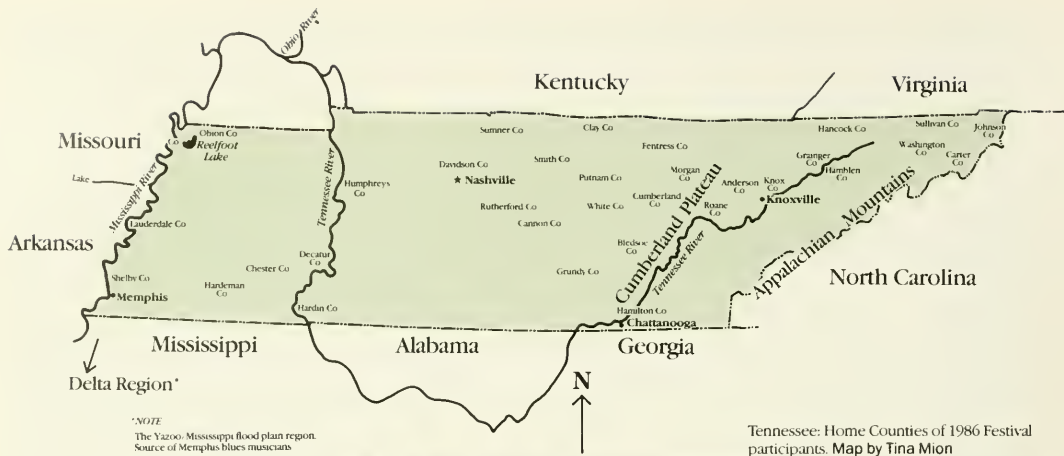 Ohio River
Kentucky
Virginia
Missouri
Co
Obion Co
Reelfoot
Lake
Lake
Mississippi River
Tennessee River
Sumner Co
Clay Co
Fentress Co
Hancock Co
Sullivan Co
Johnson
Co
Washington
Co
Carter
Co
Grainger
Co
Hamblen
Co
Davidson Co
Nashville
Smith Co
Putnam Co
Morgan
Co
Cumberland
Co
Anderson
Co
Knox
Co
Knoxville
Roane
Co
Humphreys
Co
Rutherford Co
White Co
Cannon Co
Lauderdale Co
Arkansas
Bledsoe
Co
Cumberland Plateau
Tennessee River
Appalachian Mountains
North Carolina
Decatur
Co
Chester Co
Shelby Co
Hardeman
Co
Grundy Co
Memphis
Hardin Co
Hamilton Co
Chattanooga
Mississippi
Alabama
Georgia
Delta Region*
N
*NOTE
The Yazoo-Mississippi flood plain region.
Source of Memphis blues musicians
Tennessee: Home Counties of 1986 Festival
participants. Map by Tina Mion